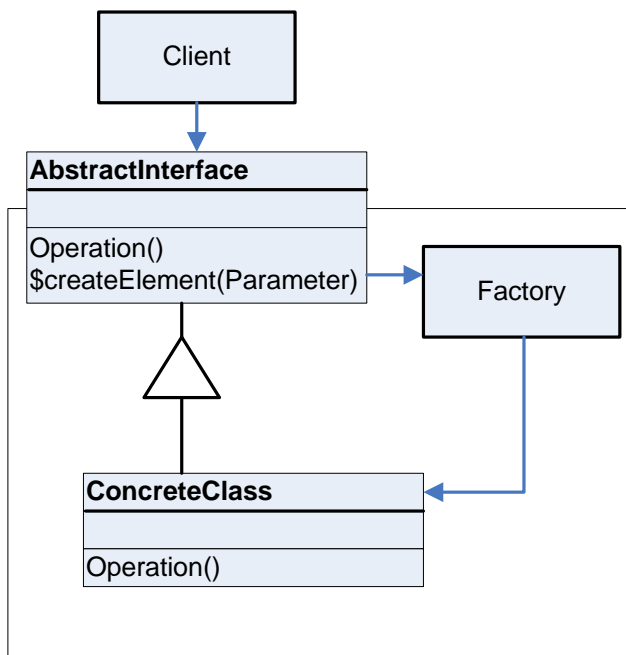 Client
AbstractInterface
Operation()
$createElement(Parameter)
Factory
ConcreteClass
Operation()